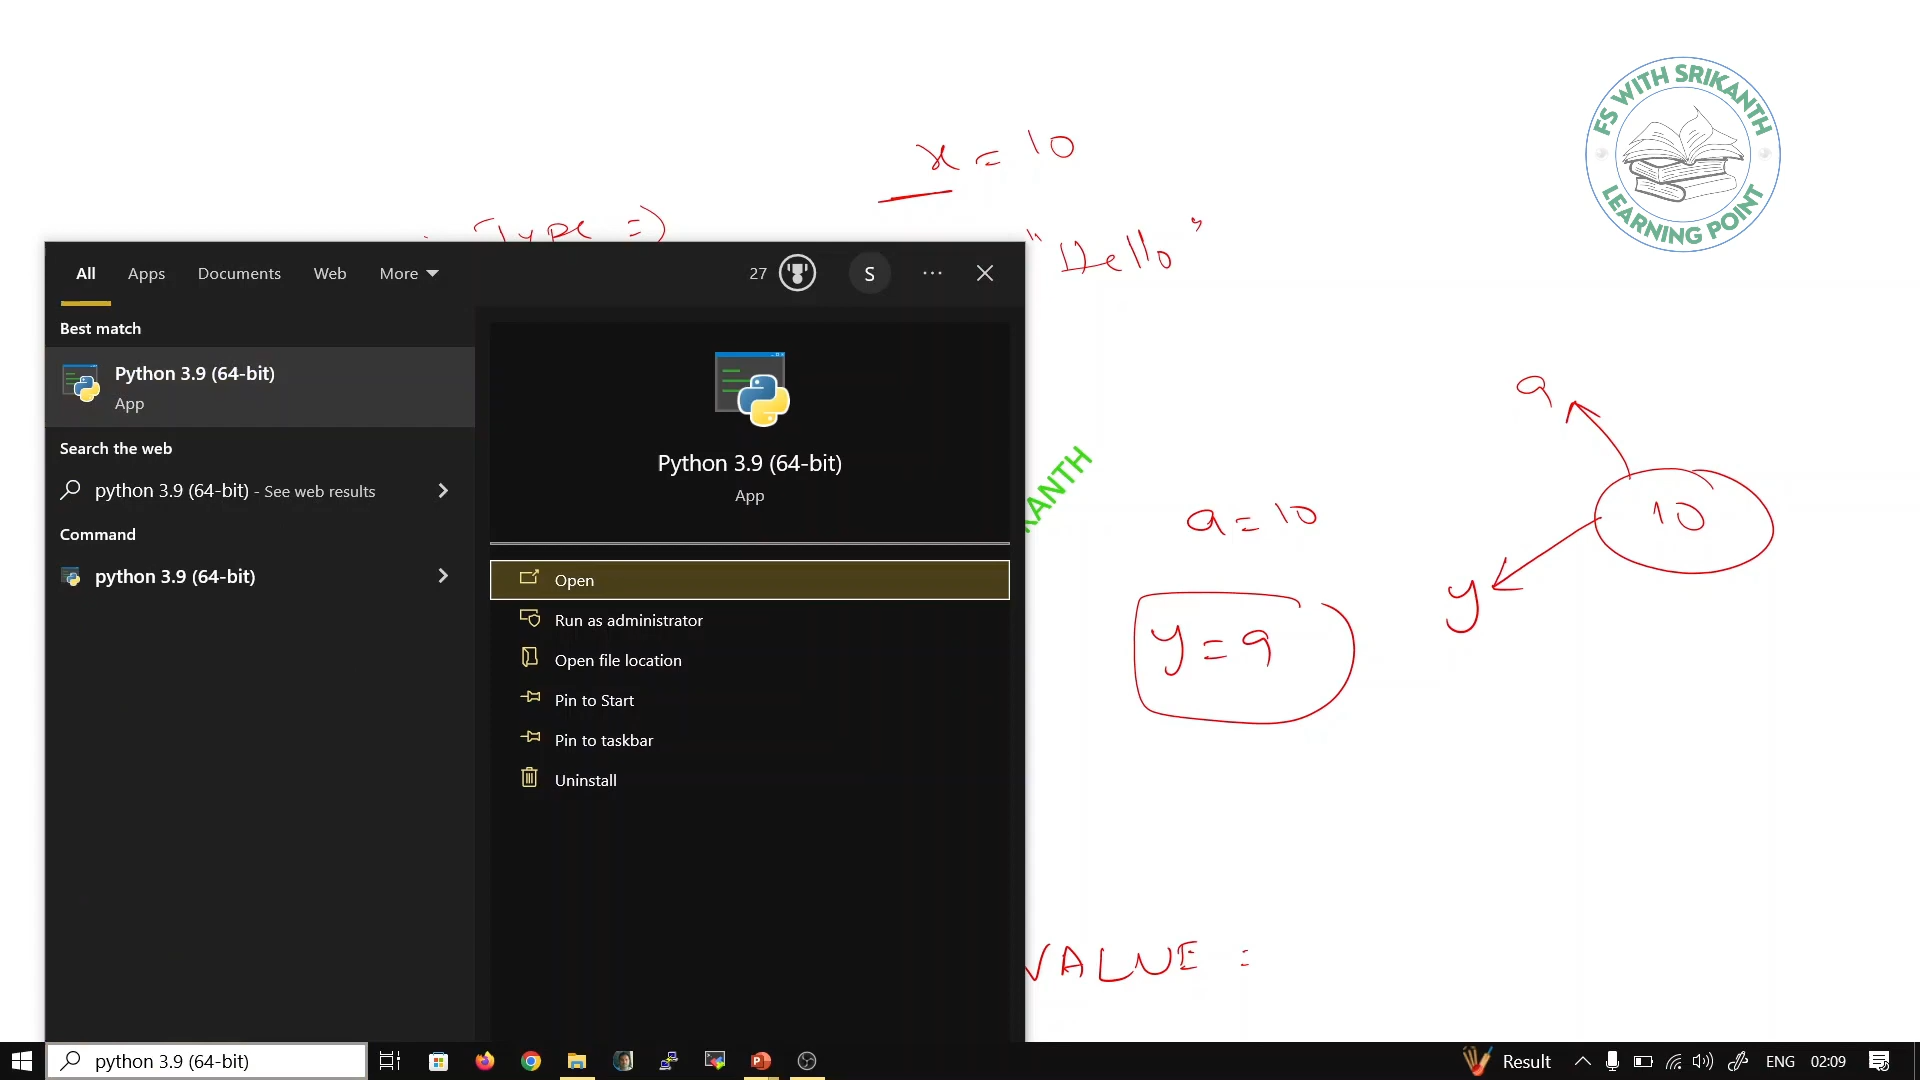 FS WITH SRIKANTH
LEARNING POINT
x = 10
Type =)
"Hello"
All
Apps
Documents
Web
More
27
S
Best match
Python 3.9 (64-bit)
App
Search the web
python 3.9 (64-bit) - See web results
Command
python 3.9 (64-bit)
Python 3.9 (64-bit)
App
Open
Run as administrator
Open file location
Pin to Start
Pin to taskbar
Uninstall
KANTH
a
a = 10
10
y
y = a
VALUE :
python 3.9 (64-bit)
Result
ENG
02:09